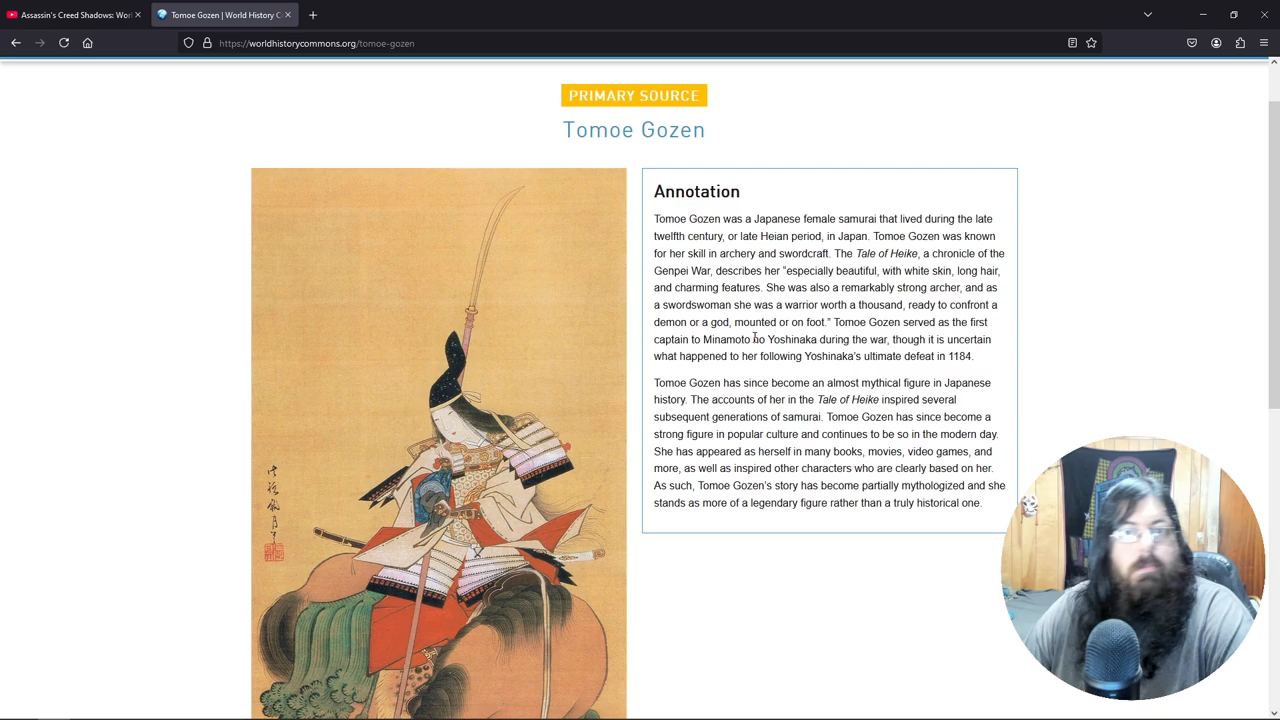 Assassin's Creed Shadows: Wor
Tomoe Gozen | World History C
https://worldhistorycommons.org/tomoe-gozen
PRIMARY SOURCE
Tomoe Gozen
Annotation
Tomoe Gozen was a Japanese female samurai that lived during the late
twelfth century, or late Heian period, in Japan. Tomoe Gozen was known
for her skill in archery and swordcraft. The Tale of Heike, a chronicle of the
Genpei War, describes her “especially beautiful, with white skin, long hair,
and charming features. She was also a remarkably strong archer, and as
a swordswoman she was a warrior worth a thousand, ready to confront a
demon or a god, mounted or on foot.” Tomoe Gozen served as the first
captain to Minamoto no Yoshinaka during the war, though it is uncertain
what happened to her following Yoshinaka’s ultimate defeat in 1184.
Tomoe Gozen has since become an almost mythical figure in Japanese
history. The accounts of her in the Tale of Heike inspired several
subsequent generations of samurai. Tomoe Gozen has since become a
strong figure in popular culture and continues to be so in the modern day.
She has appeared as herself in many books, movies, video games, and
more, as well as inspired other characters who are clearly based on her.
As such, Tomoe Gozen’s story has become partially mythologized and she
stands as more of a legendary figure rather than a truly historical one.